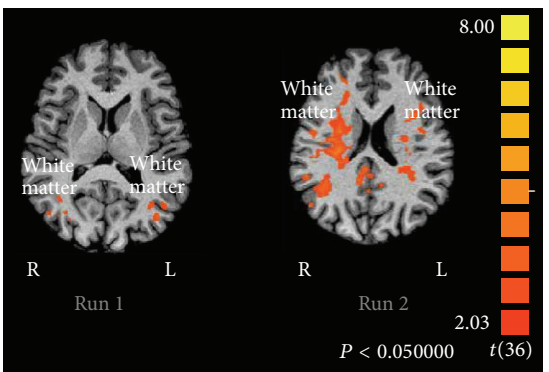 8.00
White
matter
White
matter
White
matter
White
matter
R
L
R
L
Run 1
Run 2
2.03
P < 0.050000
t(36)